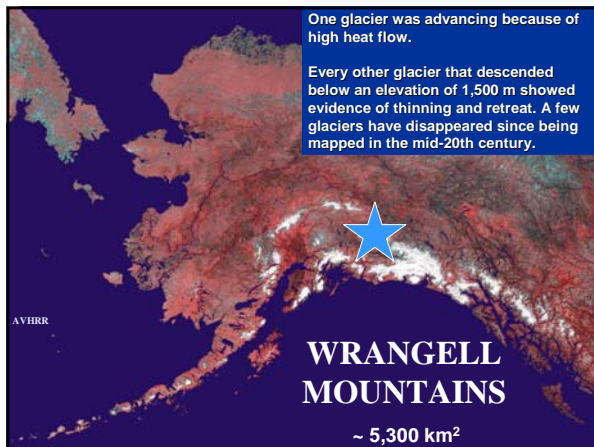 One glacier was advancing because of
high heat flow.
Every other glacier that descended
below an elevation of 1,500 m showed
evidence of thinning and retreat. A few
glaciers have disappeared since being
mapped in the mid-20th century.
AVHRR
WRANGELL
MOUNTAINS
~ 5,300 km²